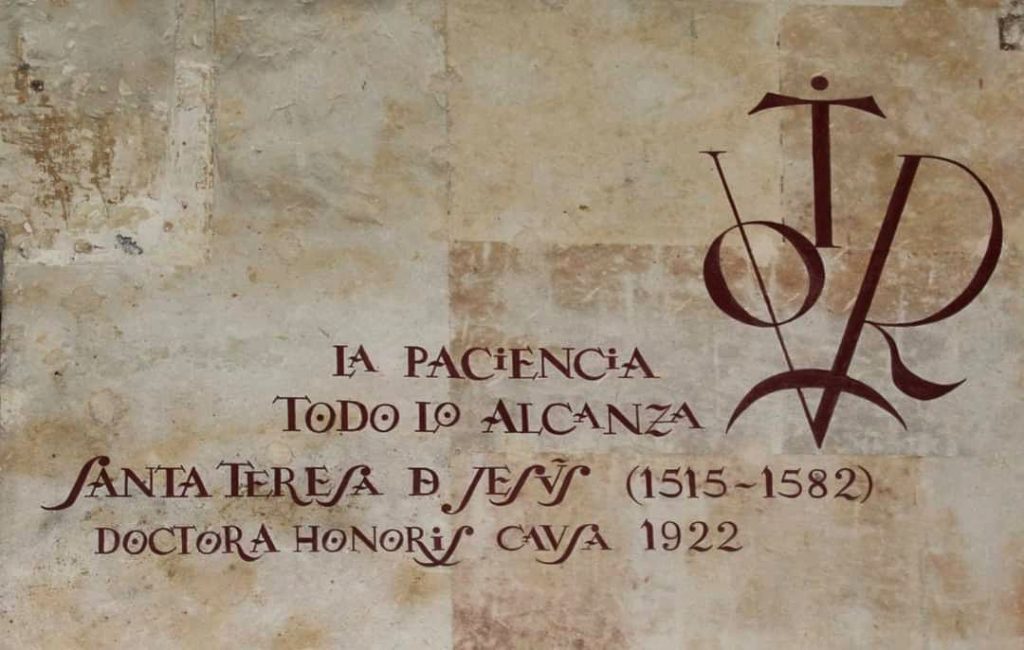 LA PACiENCiA
TODO LO ALCANZA
SANTA TERESA D JESVS (1515~1582)
DOCTORA HONORiS CAVSA 1922